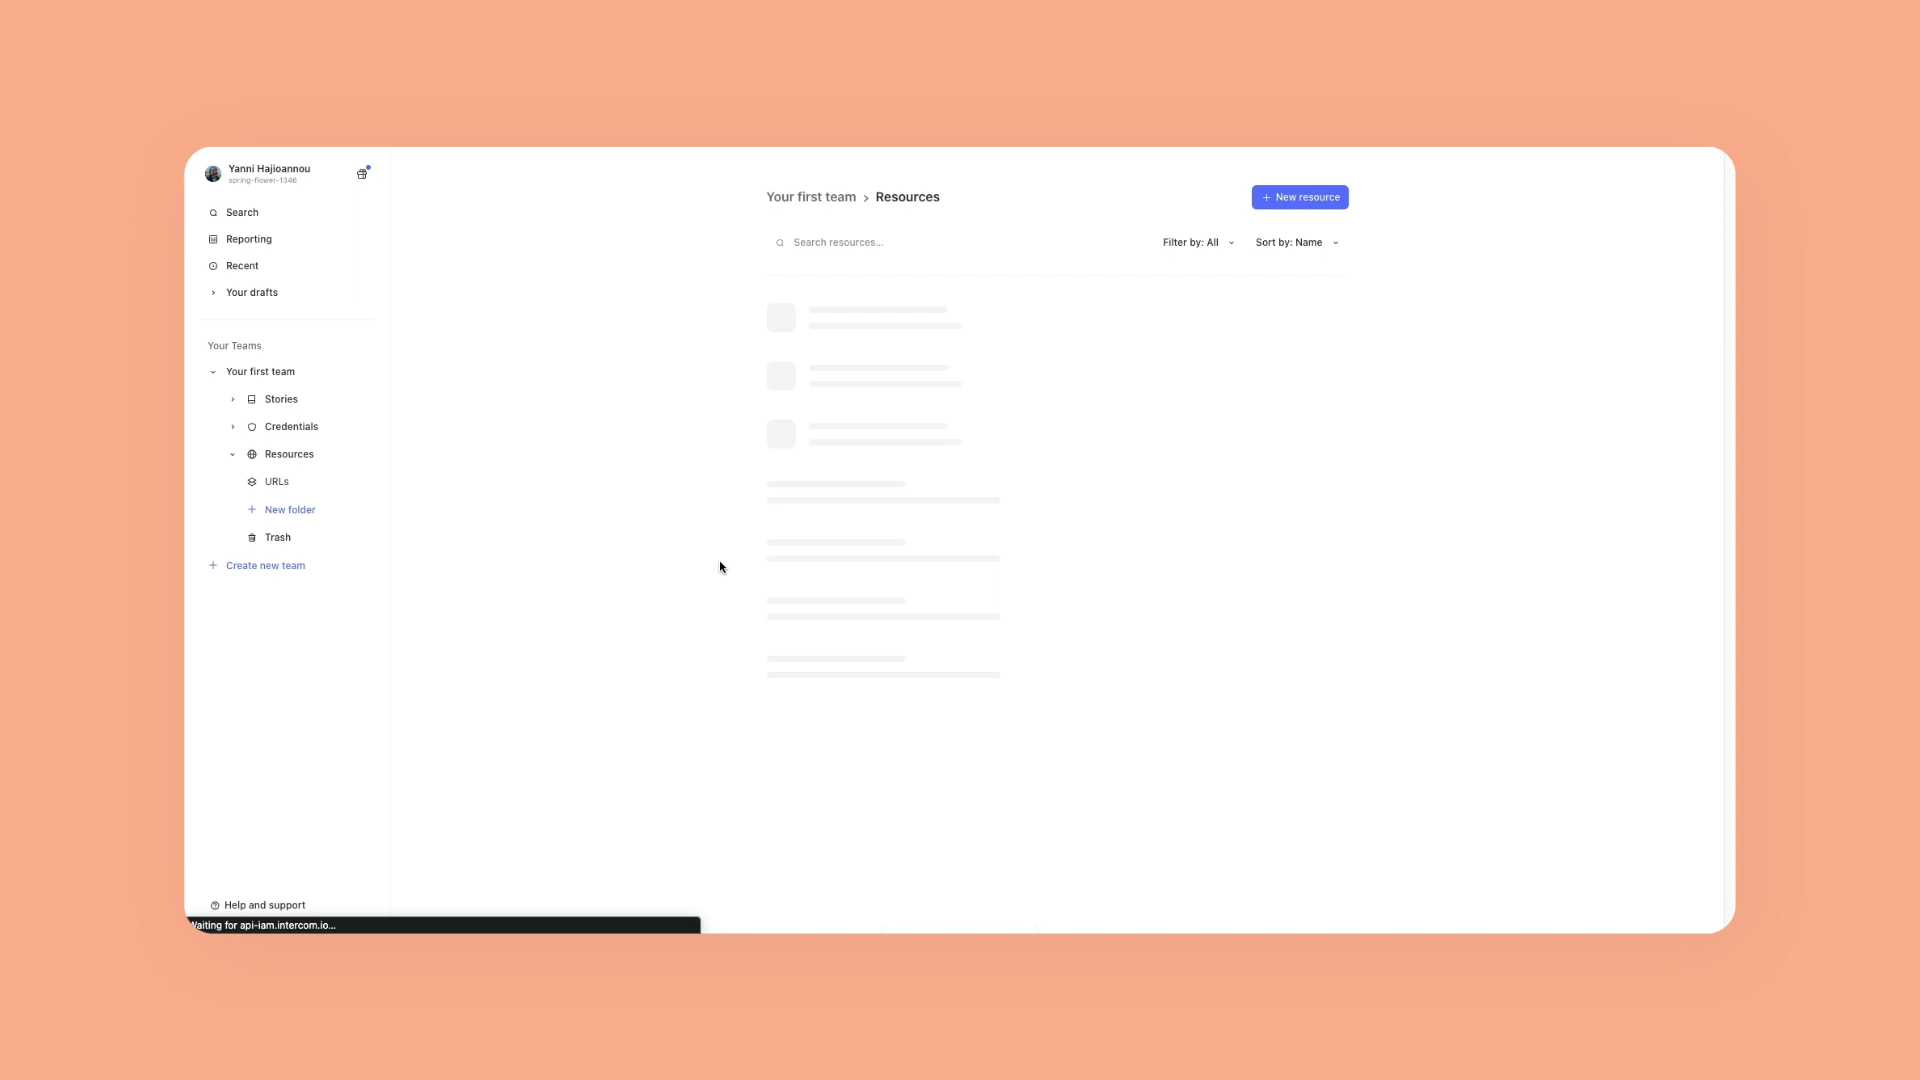 Yanni Hajioannou
spring-flower-1346
Search
Reporting
Recent
Your drafts
Your Teams
Your first team
Stories
Credentials
Resources
URLs
New folder
Trash
Create new team
Help and support
Waiting for api-iam.intercom.io...
Your first team > Resources
New resource
Search resources...
Filter by: All
Sort by: Name